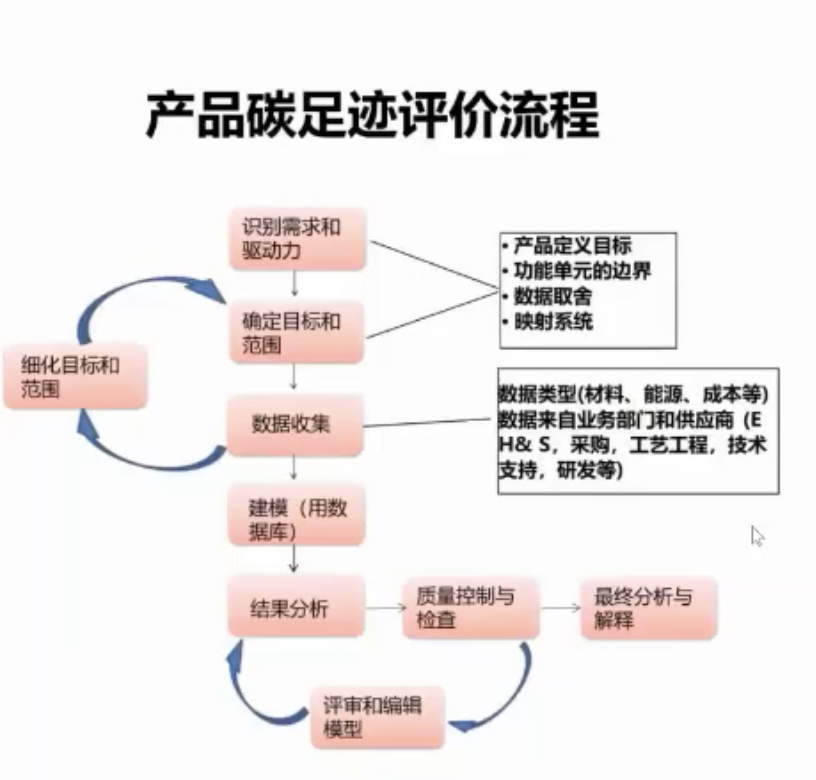 产品碳足迹评价流程
识别需求和
驱动力
• 产品定义目标
• 功能单元的边界
• 数据取舍
• 映射系统
确定目标和
范围
细化目标和
范围
数据收集
数据类型(材料、能源、成本等)
数据来自业务部门和供应商（E
H& S，采购，工艺工程，技术
支持，研发等)
建模（用数
据库）
结果分析
质量控制与
检查
最终分析与
解释
评审和编辑
模型